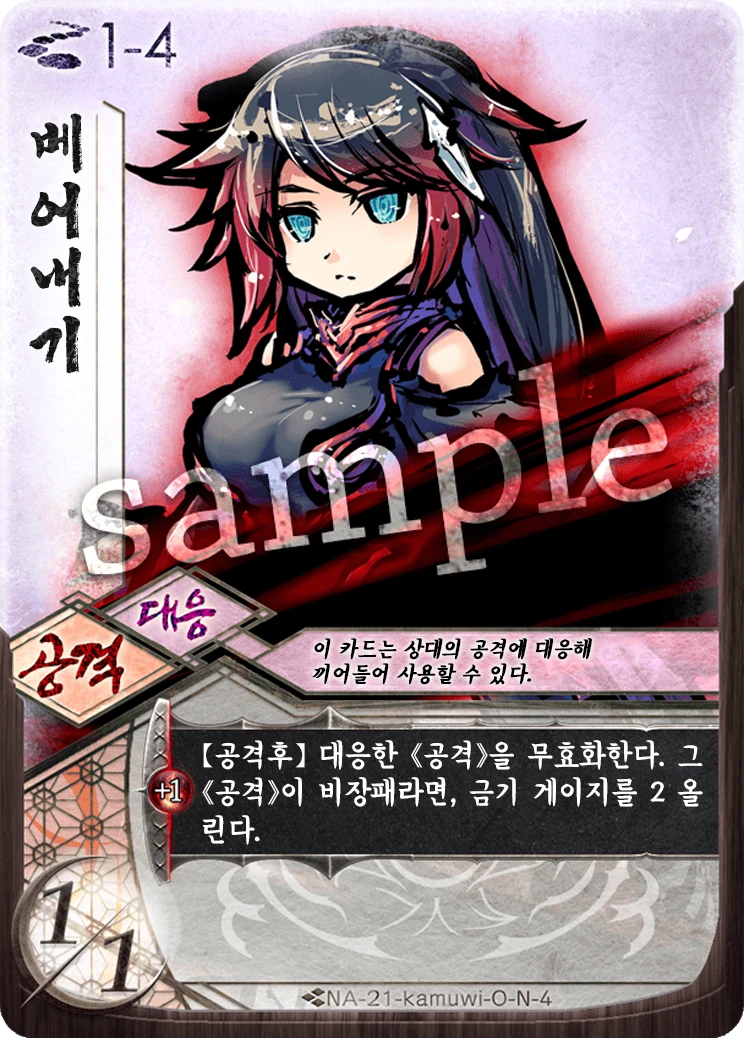 1-4
베어내기
sample
대응
공격
이 카드는 상대의 공격에 대응해
끼어들어 사용할 수 있다.
【공격후】 대응한 《공격》을 무효화한다. 그
+1
《공격》이 비장패라면, 금기 게이지를 2 올
린다.
1/1
NA-21-kamuwi-O-N-4